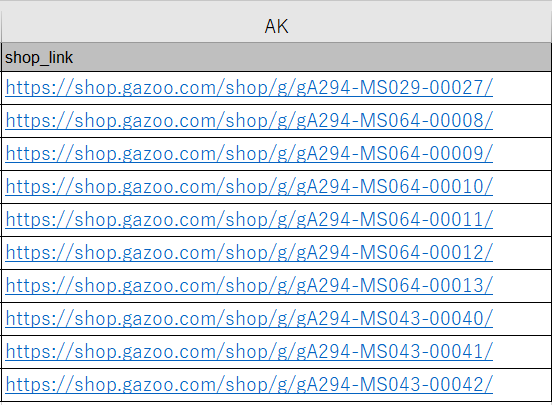 AK
shop_link
https://shop.gazoo.com/shop/g/gA294-MS029-00027/
https://shop.gazoo.com/shop/g/gA294-MS064-00008/
https://shop.gazoo.com/shop/g/gA294-MS064-00009/
https://shop.gazoo.com/shop/g/gA294-MS064-00010/
https://shop.gazoo.com/shop/g/gA294-MS064-00011/
https://shop.gazoo.com/shop/g/gA294-MS064-00012/
https://shop.gazoo.com/shop/g/gA294-MS064-00013/
https://shop.gazoo.com/shop/g/gA294-MS043-00040/
https://shop.gazoo.com/shop/g/gA294-MS043-00041/
https://shop.gazoo.com/shop/g/gA294-MS043-00042/